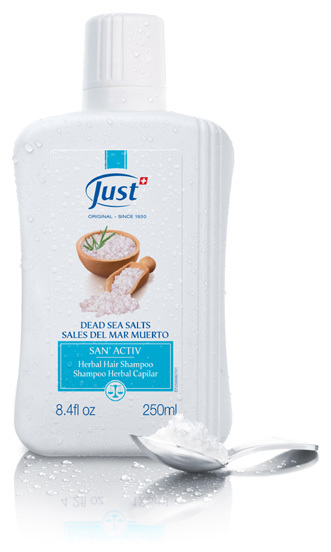 Just
ORIGINAL - SINCE 1930
DEAD SEA SALTS
SALES DEL MAR MUERTO
SAN' ACTIV
Herbal Hair Shampoo
Shampoo Herbal Capilar
8.4fl oz 250ml